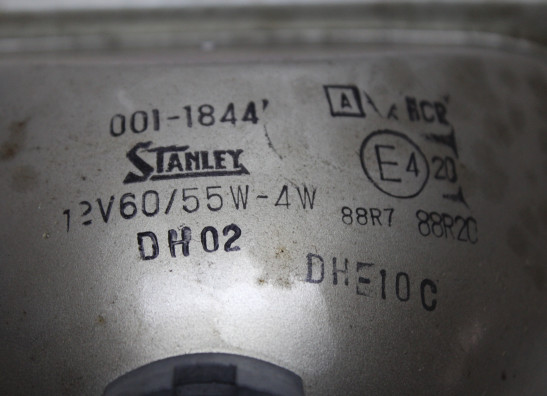 001-1844
A HCR
STANLEY
E4 20
12V60/55W-4W
88R7 88R20
DH02
DHE10C